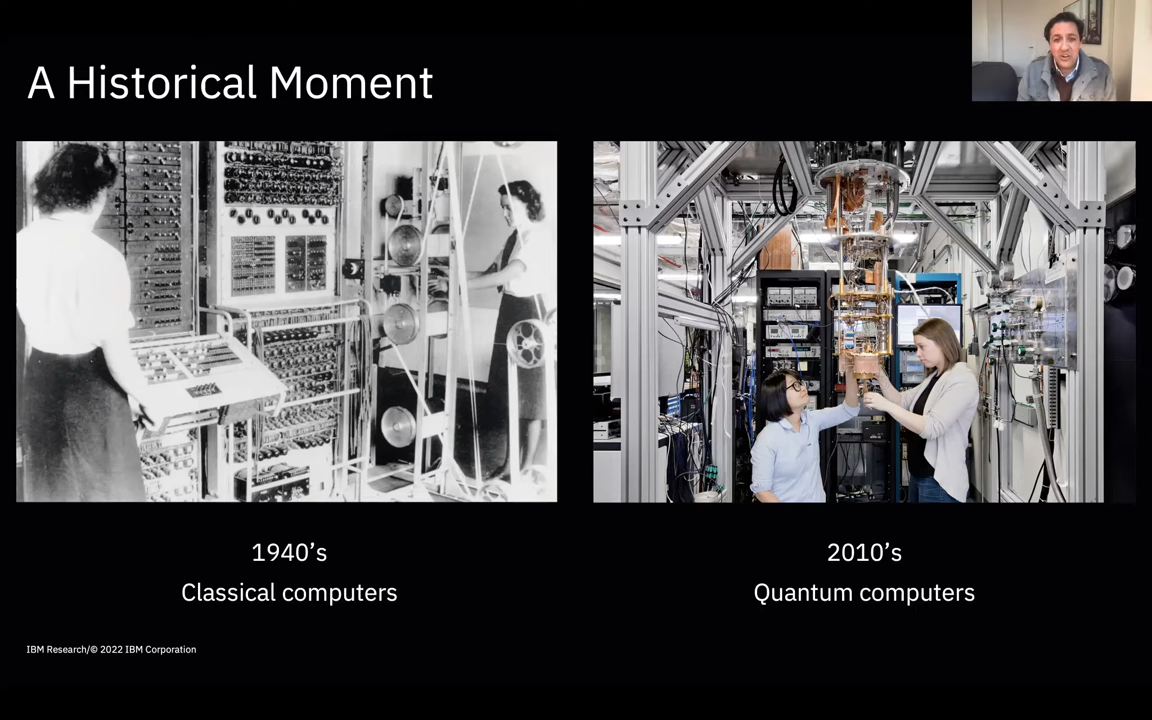 A Historical Moment
1940’s
Classical computers
2010’s
Quantum computers
IBM Research/© 2022 IBM Corporation